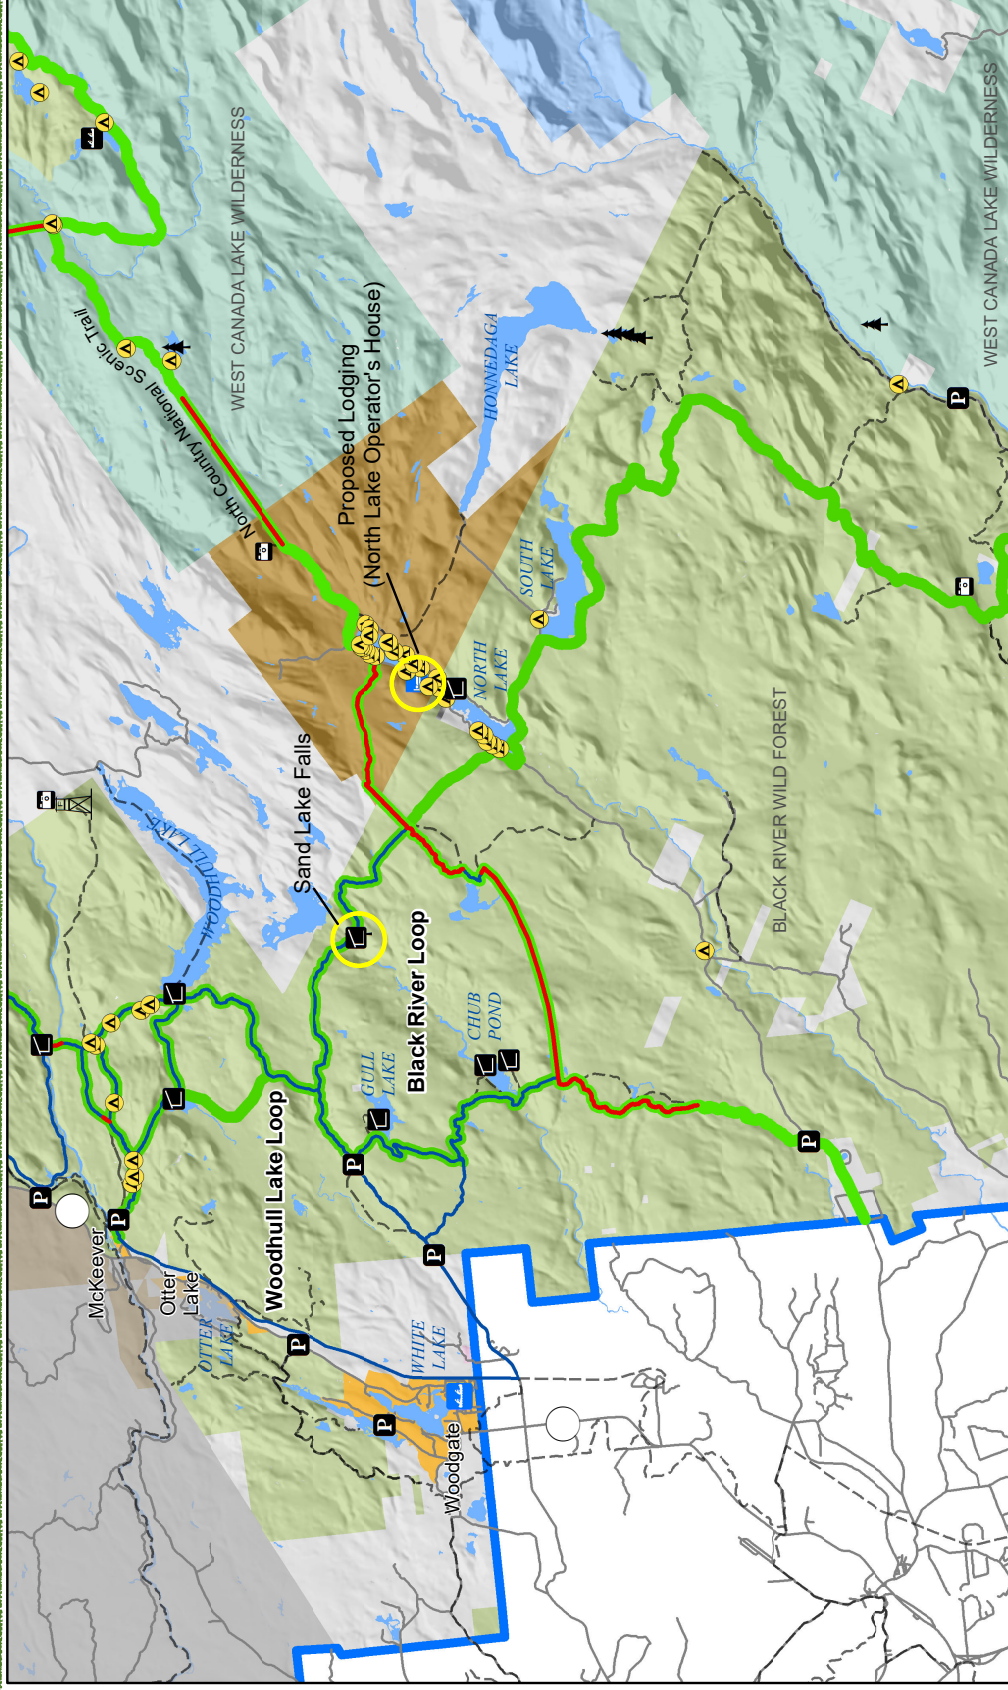 WEST CANADA LAKE WILDERNESS
WEST CANADA LAKE WILDERNESS
North Country National Scenic Trail
Proposed Lodging
(North Lake Operator's House)
HONNEDAGA
LAKE
SOUTH
LAKE
NORTH
LAKE
Sand Lake Falls
WOODHULL LAKE
BLACK RIVER WILD FOREST
Black River Loop
CHUB
POND
GULL
LAKE
Woodhull Lake Loop
McKeever
Otter
Lake
OTTER
LAKE
WHITE
LAKE
Woodgate
P
P
P
P
P
P
P
P